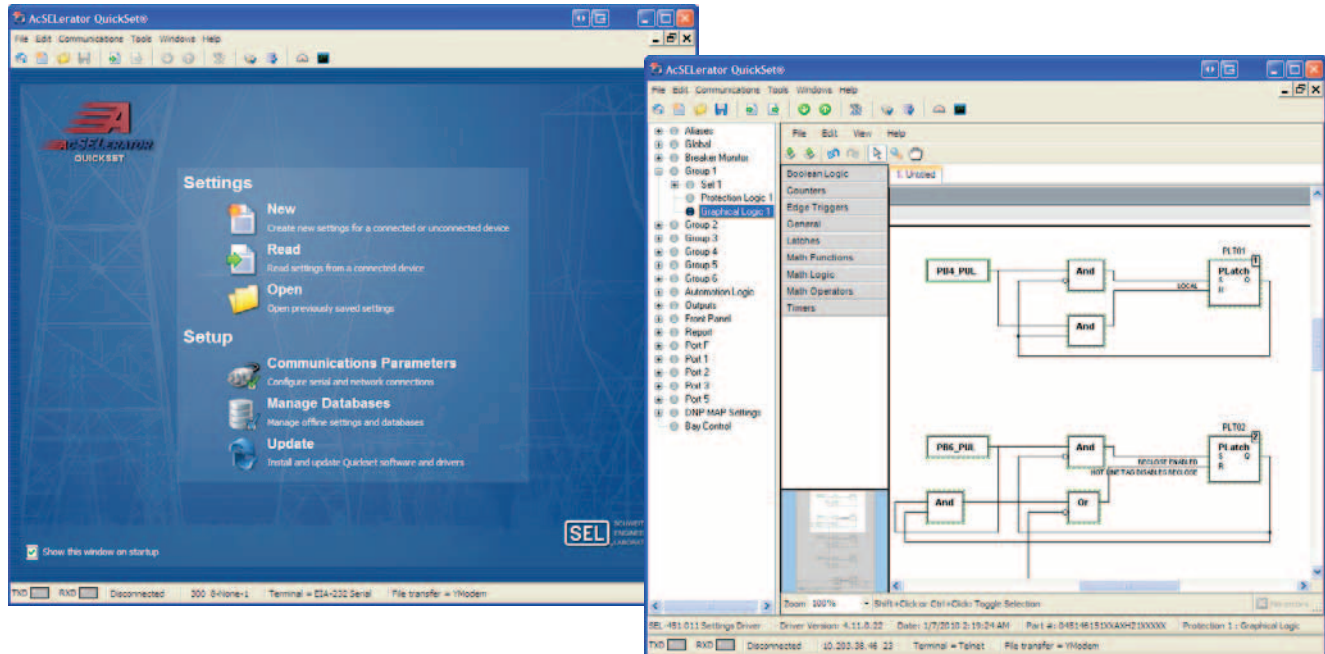 AcSELerator QuickSet®
File Edit Communications Tools Windows Help
ACSELERATOR
QUICKSET
Settings
New
Create new settings for a connected or unconnected device
Read
Read settings from a connected device
Open
Open previously saved settings
Setup
Communications Parameters
Configure serial and network connections
Manage Databases
Manage offline settings and databases
Update
Install and update Quickset software and drivers
SEL
Show this window on startup
TXD RXD Disconnected 300 8-None-1 Terminal = EIA-232 Serial File transfer = YModem
AcSELerator QuickSet®
File Edit Communications Tools Windows Help
Aliases
Global
Breaker Monitor
Group 1
Set 1
Protection Logic 1
Graphical Logic 1
Group 2
Group 3
Group 4
Group 5
Group 6
Automation Logic
Outputs
Front Panel
Report
Port F
Port 1
Port 2
Port 3
Port 5
DNP MAP Settings
Bay Control
File Edit View Help
Boolean Logic
Counters
Edge Triggers
General
Latches
Math Functions
Math Logic
Math Operators
Timers
1. Untitled
PB4_PUL
And
And
LOCAL
PLT01
1
PLatch
S Q
R
PB6_PUL
And
And
Or
RECLOSE ENABLED
HOT LINE TAG DISABLES RECLOSE
PLT02
2
PLatch
S Q
R
Zoom 100% Shift+Click or Ctrl+Click: Toggle Selection
SEL-451 011 Settings Driver Driver Version: 4.11.0.22 Date: 1/7/2010 2:19:24 AM Part #: Protection 1 : Graphical Logic
TXD RXD Disconnected 10.203.38.46 23 Terminal = Telnet File transfer = YModem